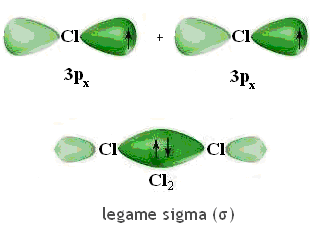 Cl + Cl
3pₓ 3pₓ
Cl Cl
Cl₂
legame sigma (σ)